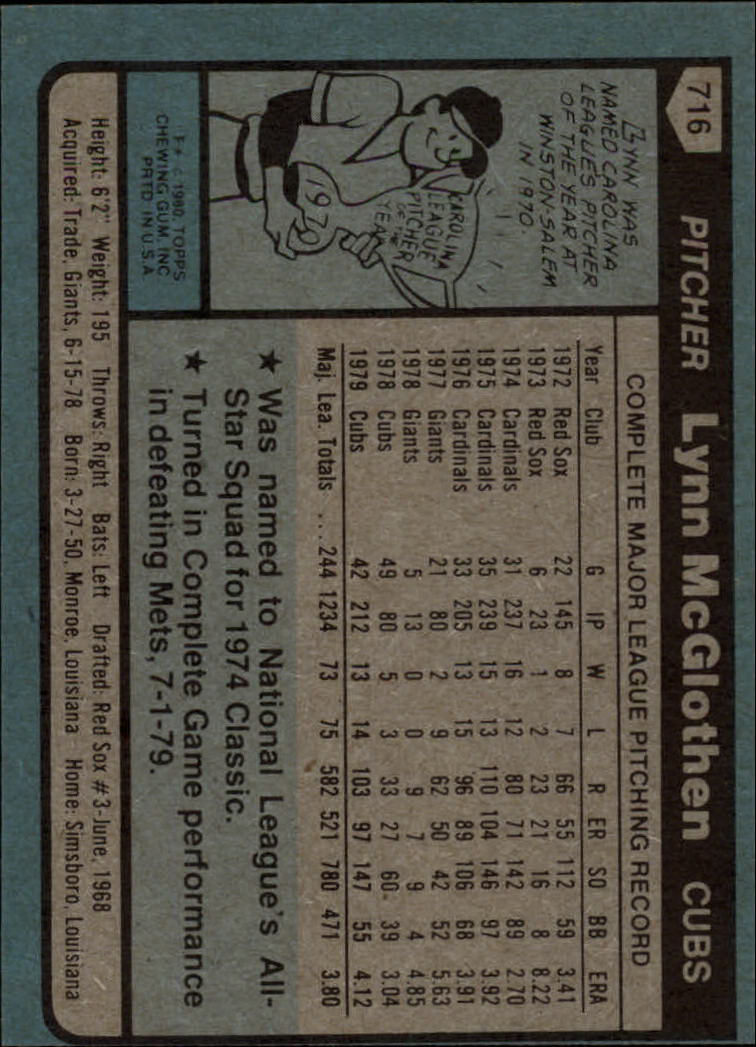 716
PITCHER Lynn McGlothen CUBS
LYNN WAS
NAMED CAROLINA
LEAGUE'S PITCHER
OF THE YEAR AT
WINSTON-SALEM
IN 1970.
KAROLINA
LEAGUE
PITCHER
OF THE
YEAR
1970
F* © 1980, TOPPS
CHEWING GUM, INC
PRTD. IN U.S.A.
COMPLETE MAJOR LEAGUE PITCHING RECORD
Year Club G IP W L R ER SO BB ERA
1972 Red Sox 22 145 8 7 66 55 112 59 3.41
1973 Red Sox 6 23 1 2 23 21 16 8 8.22
1974 Cardinals 31 237 16 12 80 71 142 89 2.70
1975 Cardinals 35 239 15 13 110 104 146 97 3.92
1976 Cardinals 33 205 13 15 96 89 106 68 3.91
1977 Giants 21 80 2 9 62 50 42 52 5.63
1978 Giants 5 13 0 0 9 7 9 4 4.85
1978 Cubs 49 80 5 3 33 27 60 39 3.04
1979 Cubs 42 212 13 14 103 97 147 55 4.12
Maj. Lea. Totals ... 244 1234 73 75 582 521 780 471 3.80
★ Was named to National League's All-
Star Squad for 1974 Classic.
★ Turned in Complete Game performance
in defeating Mets, 7-1-79.
Height: 6'2" Weight: 195 Throws: Right Bats: Left Drafted: Red Sox #3-June, 1968
Acquired: Trade, Giants, 6-15-78 Born: 3-27-50, Monroe, Louisiana Home: Simsboro, Louisiana